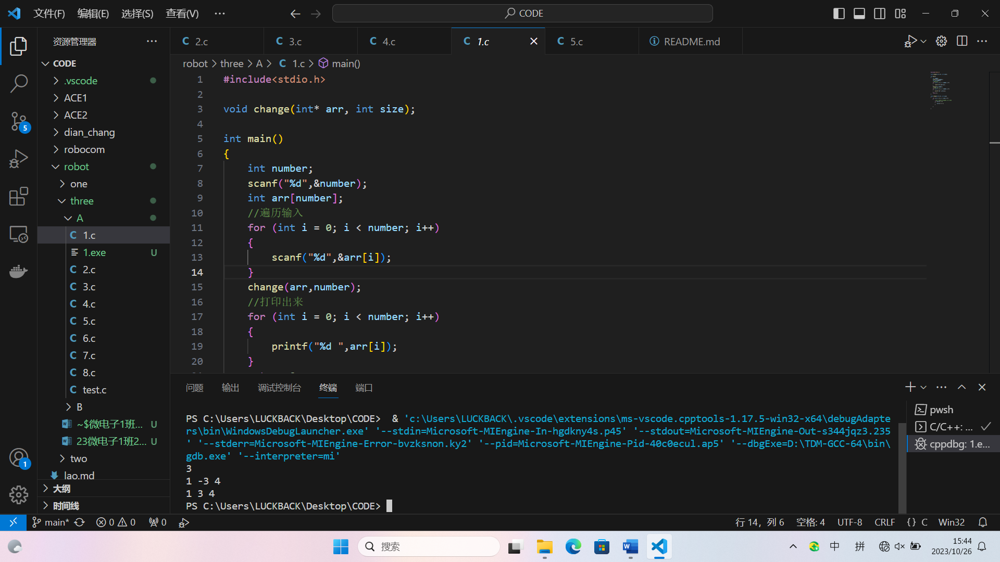 文件(F) 编辑(E) 选择(S) 查看(V) ··· CODE
资源管理器 ···
2.c 3.c 4.c 1.c 5.c README.md
robot > three > A > C 1.c > main()
CODE
.vscode
ACE1
ACE2
dian_chang
robocom
robot
one
three
A
C 1.c
1.exe U
C 2.c
C 3.c
C 4.c
C 5.c
C 6.c
C 7.c
C 8.c
C test.c
B
~$微电子1班... U
23微电子1班2... U
two
lao.md
大纲
时间线
5
1
1 #include<stdio.h>
2
3 void change(int* arr, int size);
4
5 int main()
6 {
7 int number;
8 scanf("%d",&number);
9 int arr[number];
10 //遍历输入
11 for (int i = 0; i < number; i++)
12 {
13 scanf("%d",&arr[i]);
14 }
15 change(arr,number);
16 //打印出来
17 for (int i = 0; i < number; i++)
18 {
19 printf("%d ",arr[i]);
20 }
问题 输出 调试控制台 终端 端口
PS C:\Users\LUCKBACK\Desktop\CODE>  & 'c:\Users\LUCKBACK\.vscode\extensions\ms-vscode.cpptools-1.17.5-win32-x64\debugAdapte
rs\bin\WindowsDebugLauncher.exe' '--stdin=Microsoft-MIEngine-In-hgdkny4s.p45' '--stdout=Microsoft-MIEngine-Out-s344jqz3.235
' '--stderr=Microsoft-MIEngine-Error-bvzksnon.ky2' '--pid=Microsoft-MIEngine-Pid-40c0ecul.ap5' '--dbgExe=D:\TDM-GCC-64\bin\
gdb.exe' '--interpreter=mi'
3
1 -3 4
1 3 4
PS C:\Users\LUCKBACK\Desktop\CODE>
pwsh
C/C++: ...
cppdbg: 1.e...
main* 0 0 0 行 14, 列 6 空格: 4 UTF-8 CRLF {} C Win32
搜索 中 拼 15:44
2023/10/26